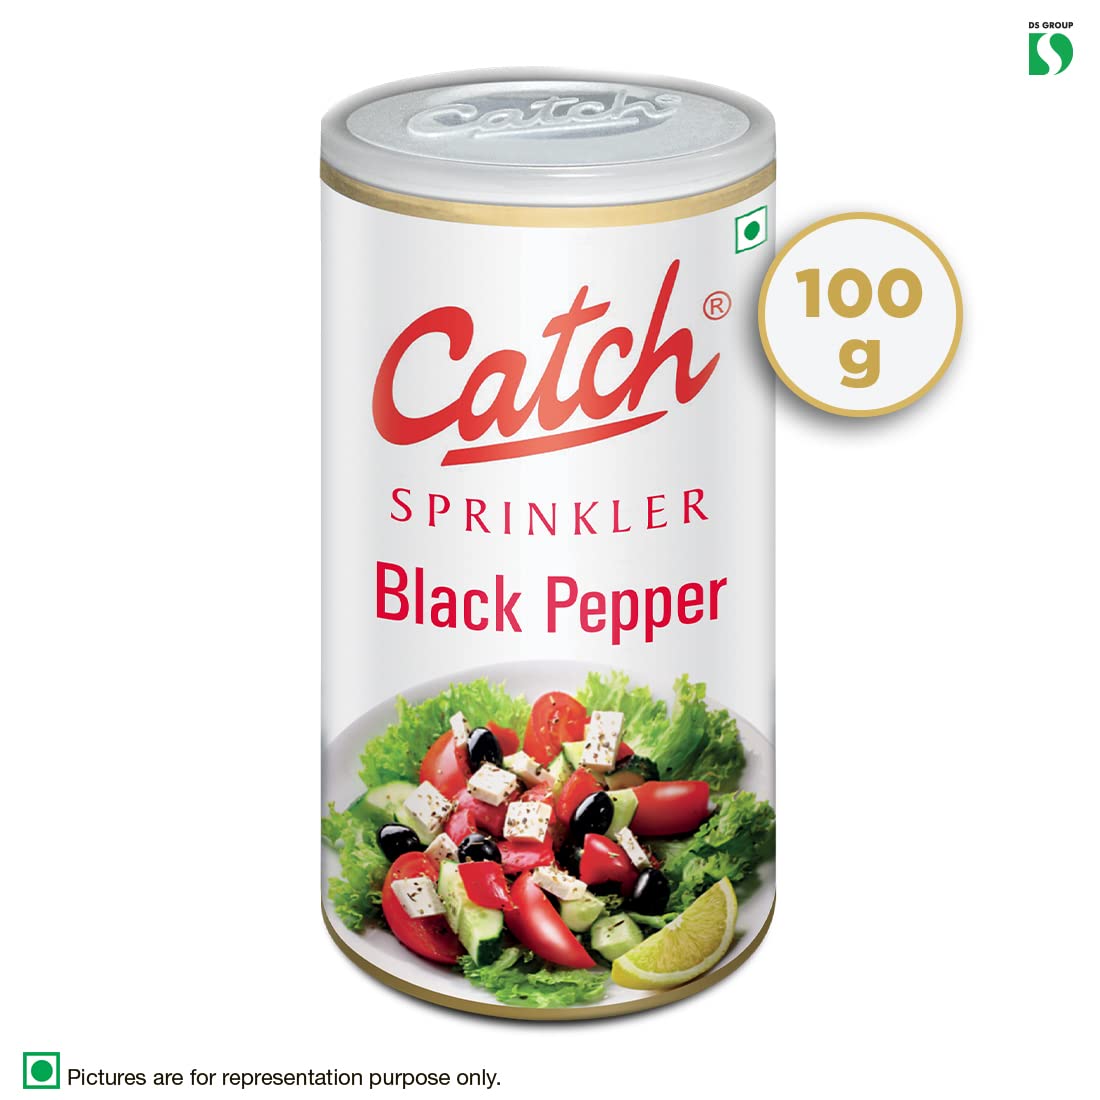 DS GROUP
Catch
Catch®
100
g
SPRINKLER
Black Pepper
Pictures are for representation purpose only.